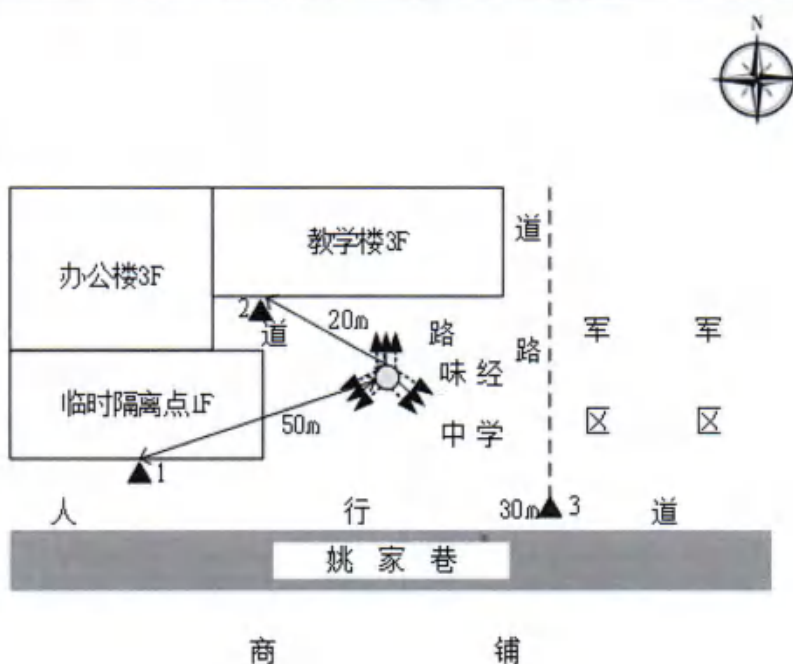 N
教学楼3F
办公楼3F
道
2
20m
道
路
路
军
军
味经
临时隔离点1F
50m
中学
区
区
1
人
行
30m
3
道
姚家巷
商
铺